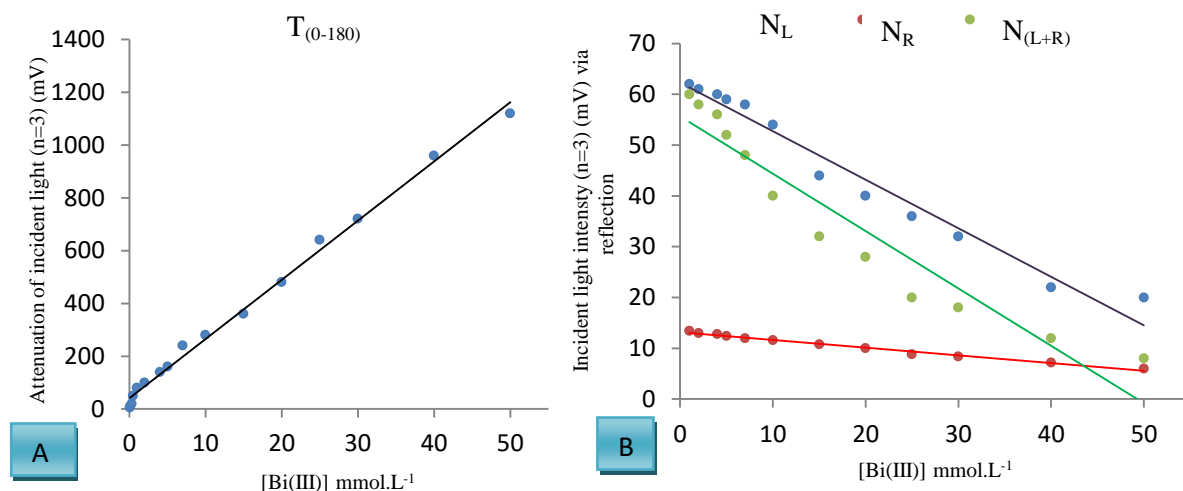 T(0-180)
Attenuation of incident light (n=3) (mV)
1400
1200
1000
800
600
400
200
0
0 10 20 30 40 50
[Bi(III)] mmol.L-1
A
NL NR N(L+R)
Incident light intensty (n=3) (mV) via
reflection
70
60
50
40
30
20
10
0
0 10 20 30 40 50
[Bi(III)] mmol.L-1
B